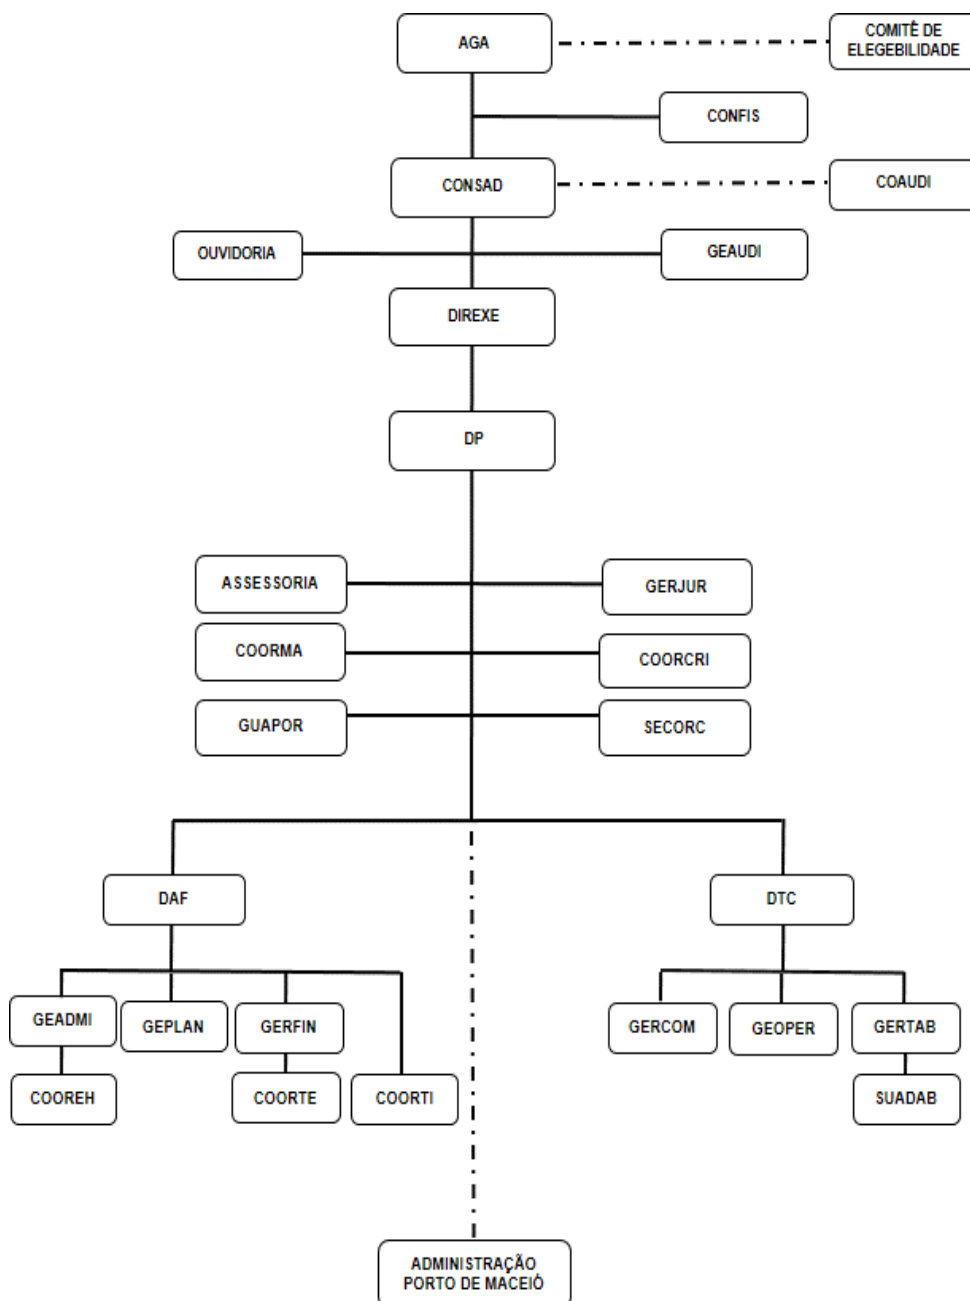 AGA
COMITÊ DE
ELEGEBILIDADE
CONFIS
CONSAD
COAUDI
OUVIDORIA
GEAUDI
DIREXE
DP
ASSESSORIA
GERJUR
COORMA
COORCRI
GUAPOR
SECORC
DAF
DTC
GEADMI
GEPLAN
GERFIN
GERCOM
GEOPER
GERTAB
COOREH
COORTE
COORTI
SUADAB
ADMINISTRAÇÃO
PORTO DE MACEIÓ